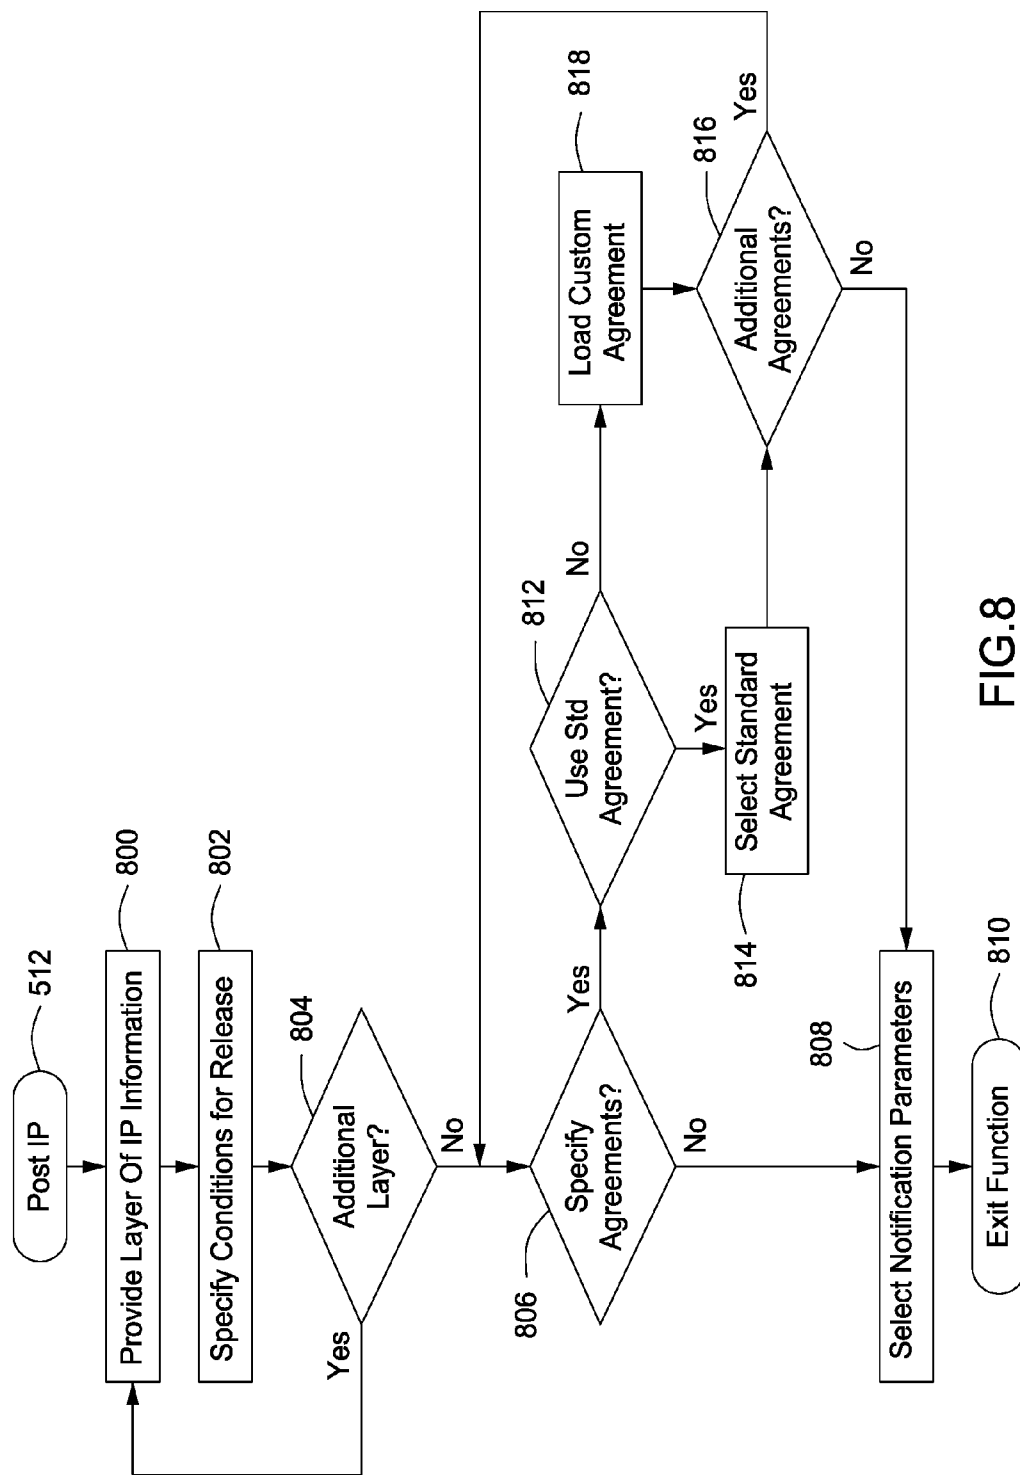 Post IP
512
Provide Layer Of IP Information
800
Specify Conditions for Release
802
Additional
Layer?
804
Yes
No
Specify
Agreements?
806
Yes
No
Use Std
Agreement?
812
No
Yes
Select Standard
Agreement
814
Load Custom
Agreement
818
Additional
Agreements?
816
Yes
No
Select Notification Parameters
808
Exit Function
810
FIG.8